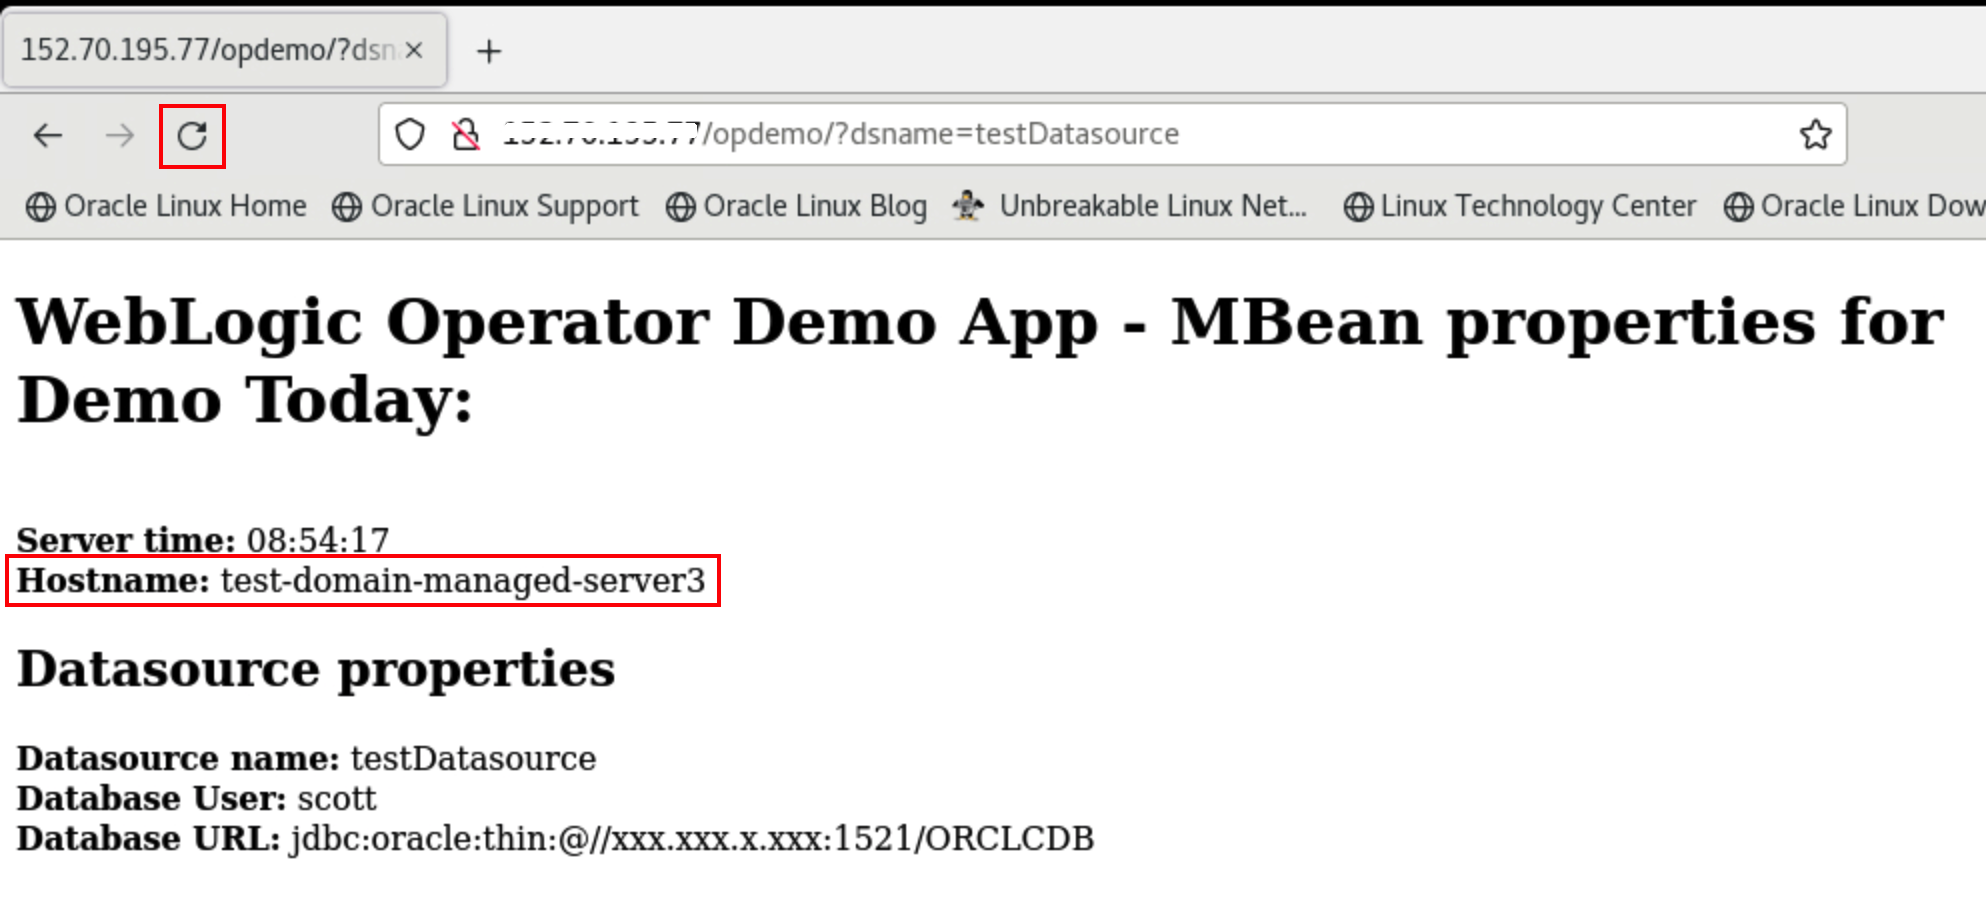 152.70.195.77/opdemo/?dsn
/opdemo/?dsname=testDatasource
Oracle Linux Home Oracle Linux Support Oracle Linux Blog Unbreakable Linux Net... Linux Technology Center Oracle Linux Dow
WebLogic Operator Demo App - MBean properties for
Demo Today:
Server time: 08:54:17
Hostname: test-domain-managed-server3
Datasource properties
Datasource name: testDatasource
Database User: scott
Database URL: jdbc:oracle:thin:@//xxx.xxx.x.xxx:1521/ORCLCDB